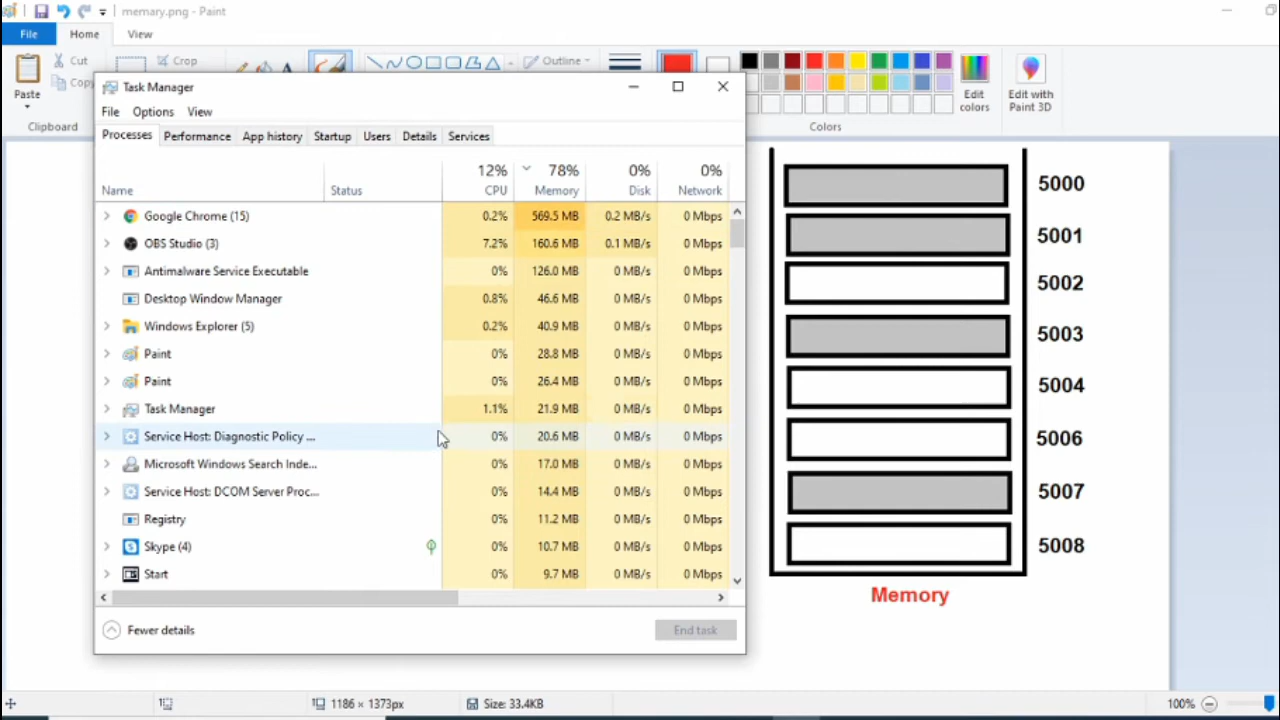 memary.png - Paint
File Home View
Cut Crop Outline
Copy
Paste
Edit colors
Edit with Paint 3D
Clipboard Colors
Task Manager
File Options View
Processes Performance App history Startup Users Details Services
12% 78% 0% 0%
Name Status CPU Memory Disk Network
Google Chrome (15) 0.2% 569.5 MB 0.2 MB/s 0 Mbps
OBS Studio (3) 7.2% 160.6 MB 0.1 MB/s 0 Mbps
Antimalware Service Executable 0% 126.0 MB 0 MB/s 0 Mbps
Desktop Window Manager 0.8% 46.6 MB 0 MB/s 0 Mbps
Windows Explorer (5) 0.2% 40.9 MB 0 MB/s 0 Mbps
Paint 0% 28.8 MB 0 MB/s 0 Mbps
Paint 0% 26.4 MB 0 MB/s 0 Mbps
Task Manager 1.1% 21.9 MB 0 MB/s 0 Mbps
Service Host: Diagnostic Policy ... 0% 20.6 MB 0 MB/s 0 Mbps
Microsoft Windows Search Inde... 0% 17.0 MB 0 MB/s 0 Mbps
Service Host: DCOM Server Proc... 0% 14.4 MB 0 MB/s 0 Mbps
Registry 0% 11.2 MB 0 MB/s 0 Mbps
Skype (4) 0% 10.7 MB 0 MB/s 0 Mbps
Start 0% 9.7 MB 0 MB/s 0 Mbps
Fewer details End task
5000
5001
5002
5003
5004
5006
5007
5008
Memory
1186 × 1373px Size: 33.4KB 100%